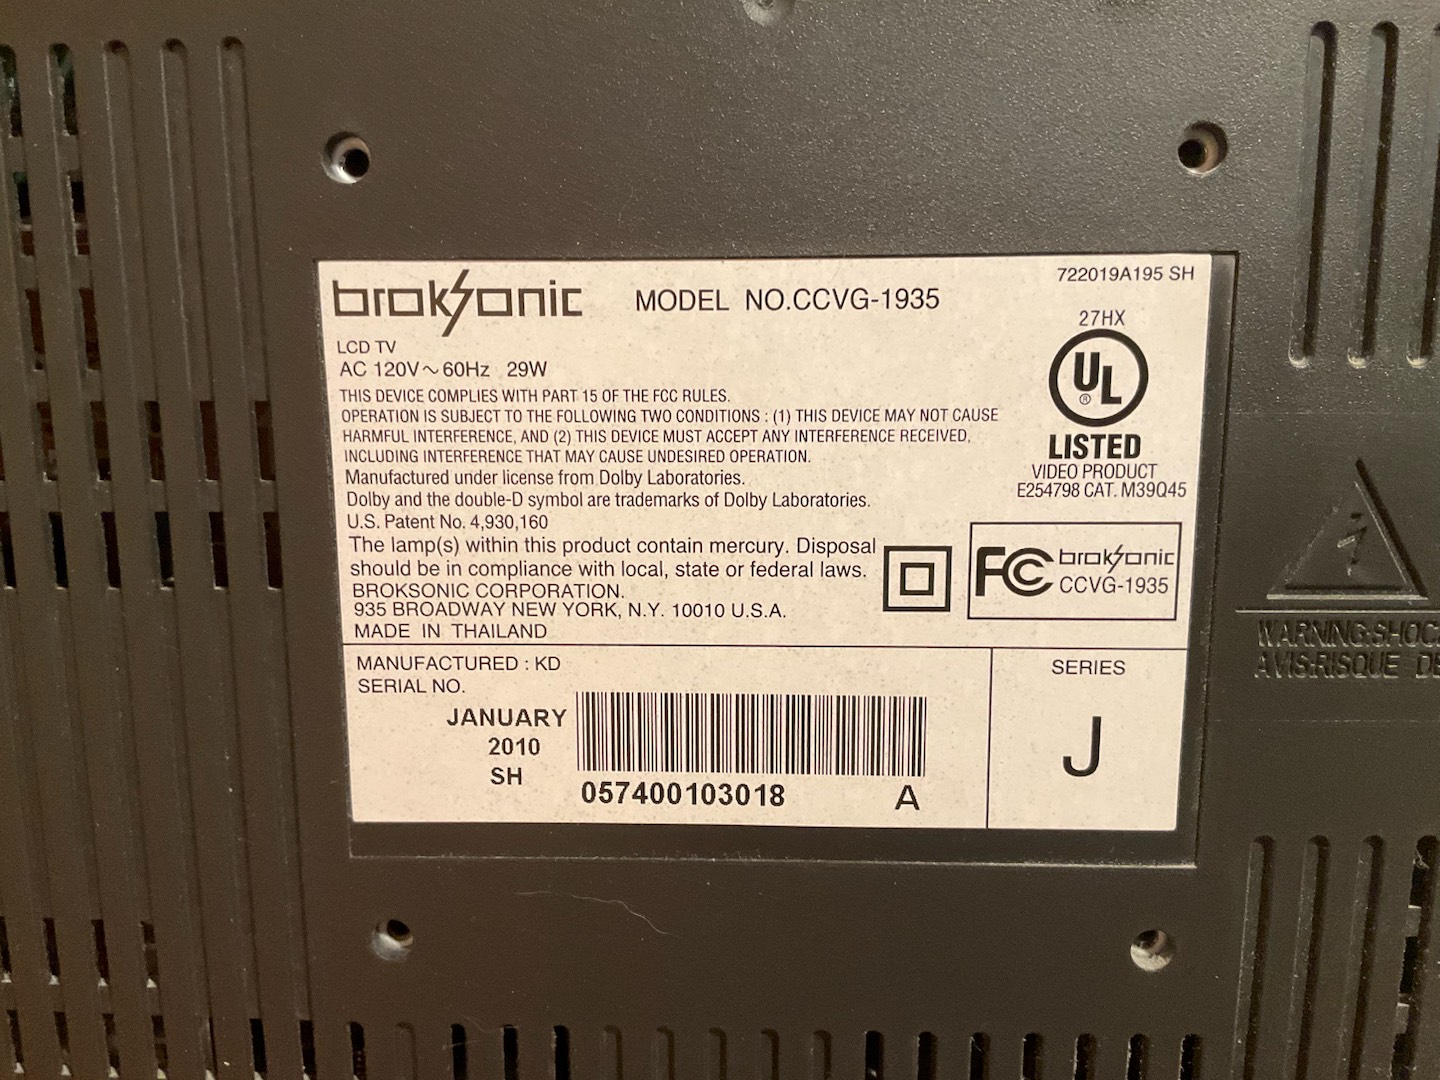 broksonic MODEL NO.CCVG-1935
722019A195 SH
LCD TV
AC 120V～60Hz 29W
THIS DEVICE COMPLIES WITH PART 15 OF THE FCC RULES.
OPERATION IS SUBJECT TO THE FOLLOWING TWO CONDITIONS : (1) THIS DEVICE MAY NOT CAUSE
HARMFUL INTERFERENCE, AND (2) THIS DEVICE MUST ACCEPT ANY INTERFERENCE RECEIVED,
INCLUDING INTERFERENCE THAT MAY CAUSE UNDESIRED OPERATION.
Manufactured under license from Dolby Laboratories.
Dolby and the double-D symbol are trademarks of Dolby Laboratories.
U.S. Patent No. 4,930,160
The lamp(s) within this product contain mercury. Disposal
should be in compliance with local, state or federal laws.
BROKSONIC CORPORATION.
935 BROADWAY NEW YORK, N.Y. 10010 U.S.A.
MADE IN THAILAND
27HX
UL
®
LISTED
VIDEO PRODUCT
E254798 CAT. M39Q45
FC broksonic
CCVG-1935
MANUFACTURED : KD
SERIAL NO.
JANUARY
2010
SH
057400103018 A
SERIES
J
WARNING:SHOC
AVIS:RISQUE DE